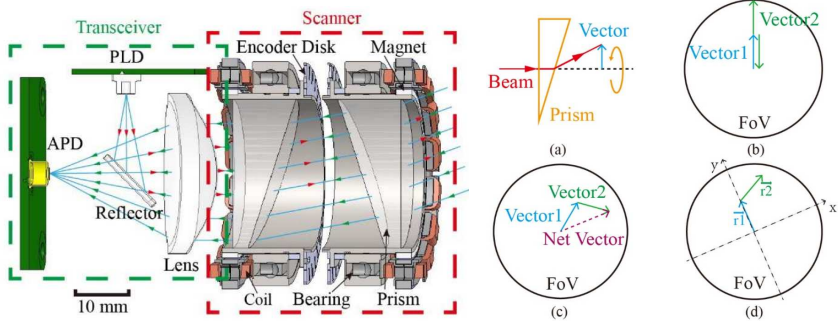 Transceiver
Scanner
PLD
Encoder Disk
Magnet
APD
Reflector
Lens
Coil
Bearing
Prism
10 mm
Vector
Beam
Prism
(a)
Vector2
Vector1
FoV
(b)
Vector2
Vector1
Net Vector
FoV
(c)
y
x
r2
r1
FoV
(d)